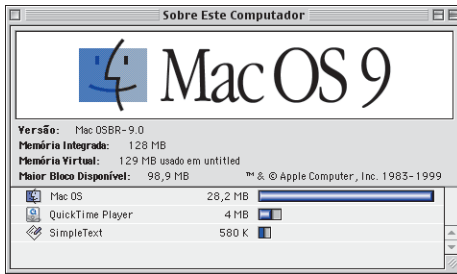 Sobre Este Computador
Mac OS 9
Versão: Mac OSBR-9.0
Memória Integrada: 128 MB
Memória Virtual: 129 MB usado em untitled
Maior Bloco Disponível: 98,9 MB ™ & © Apple Computer, Inc. 1983-1999
Mac OS 28,2 MB
QuickTime Player 4 MB
SimpleText 580 K